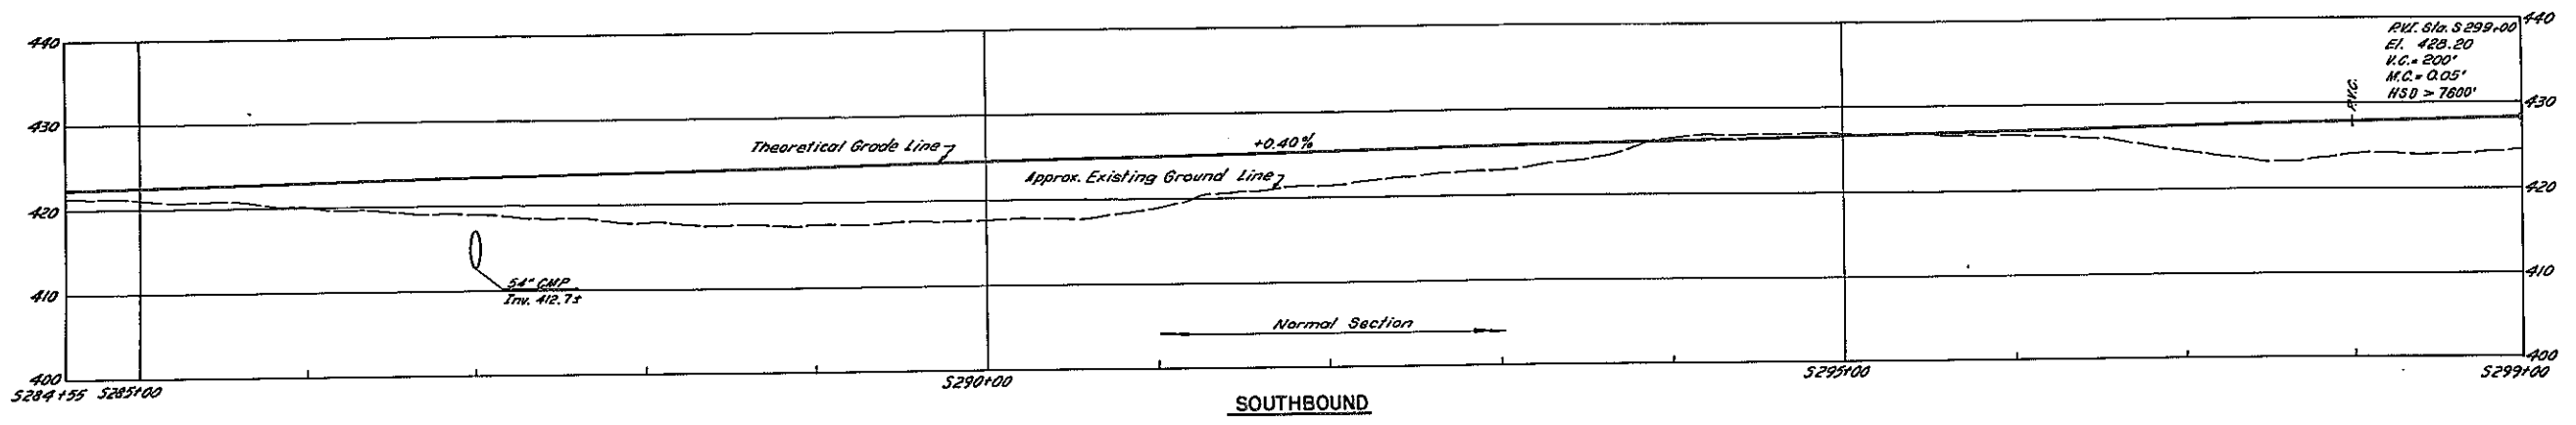 440
440
P.V.I. Sta. S299+00
El. 428.20
V.C. = 200'
M.C. = 0.05'
HSD > 7600'
P.V.C.
430
430
Theoretical Grade Line
+0.40%
Approx. Existing Ground Line
420
420
54" CMP
Inv. 412.7±
410
410
Normal Section
400
400
S284+55
S285+00
S290+00
S295+00
S299+00
SOUTHBOUND